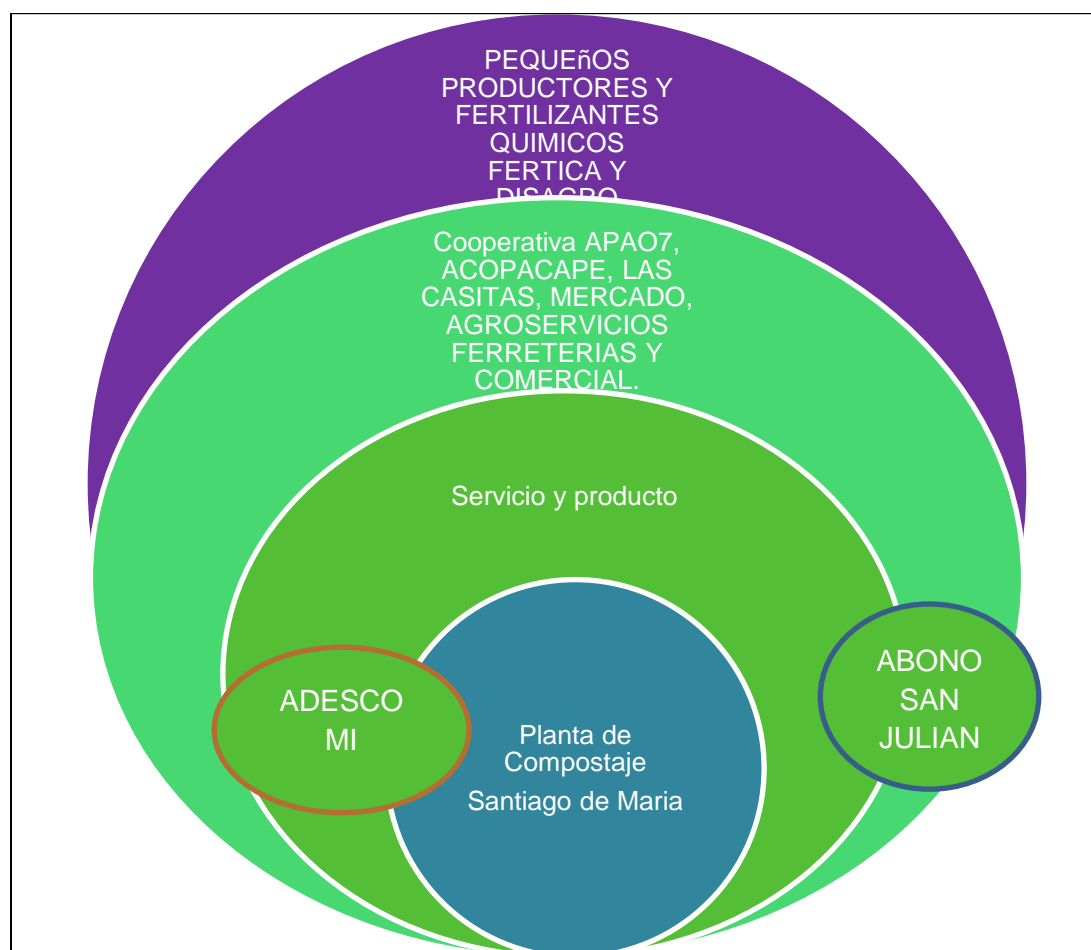 PEQUEñOS
PRODUCTORES Y
FERTILIZANTES
QUIMICOS
FERTICA Y
DISAGRO
Cooperativa APAO7,
ACOPACAPE, LAS
CASITAS, MERCADO,
AGROSERVICIOS
FERRETERIAS Y
COMERCIAL.
Servicio y producto
ADESCO
MI
ABONO
SAN
JULIAN
Planta de
Compostaje
Santiago de Maria